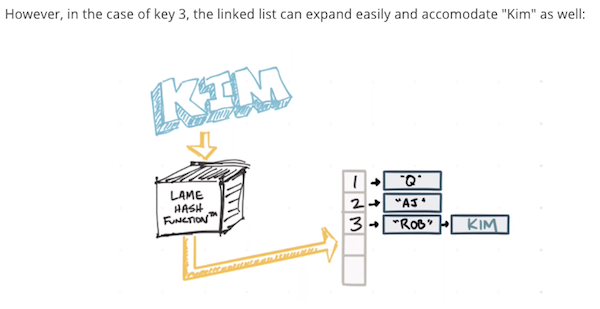 However, in the case of key 3, the linked list can expand easily and accomodate "Kim" as well:
KIM
LAME
HASH
FUNCTION™
1 "Q"
2 "AJ"
3 "ROB" KIM